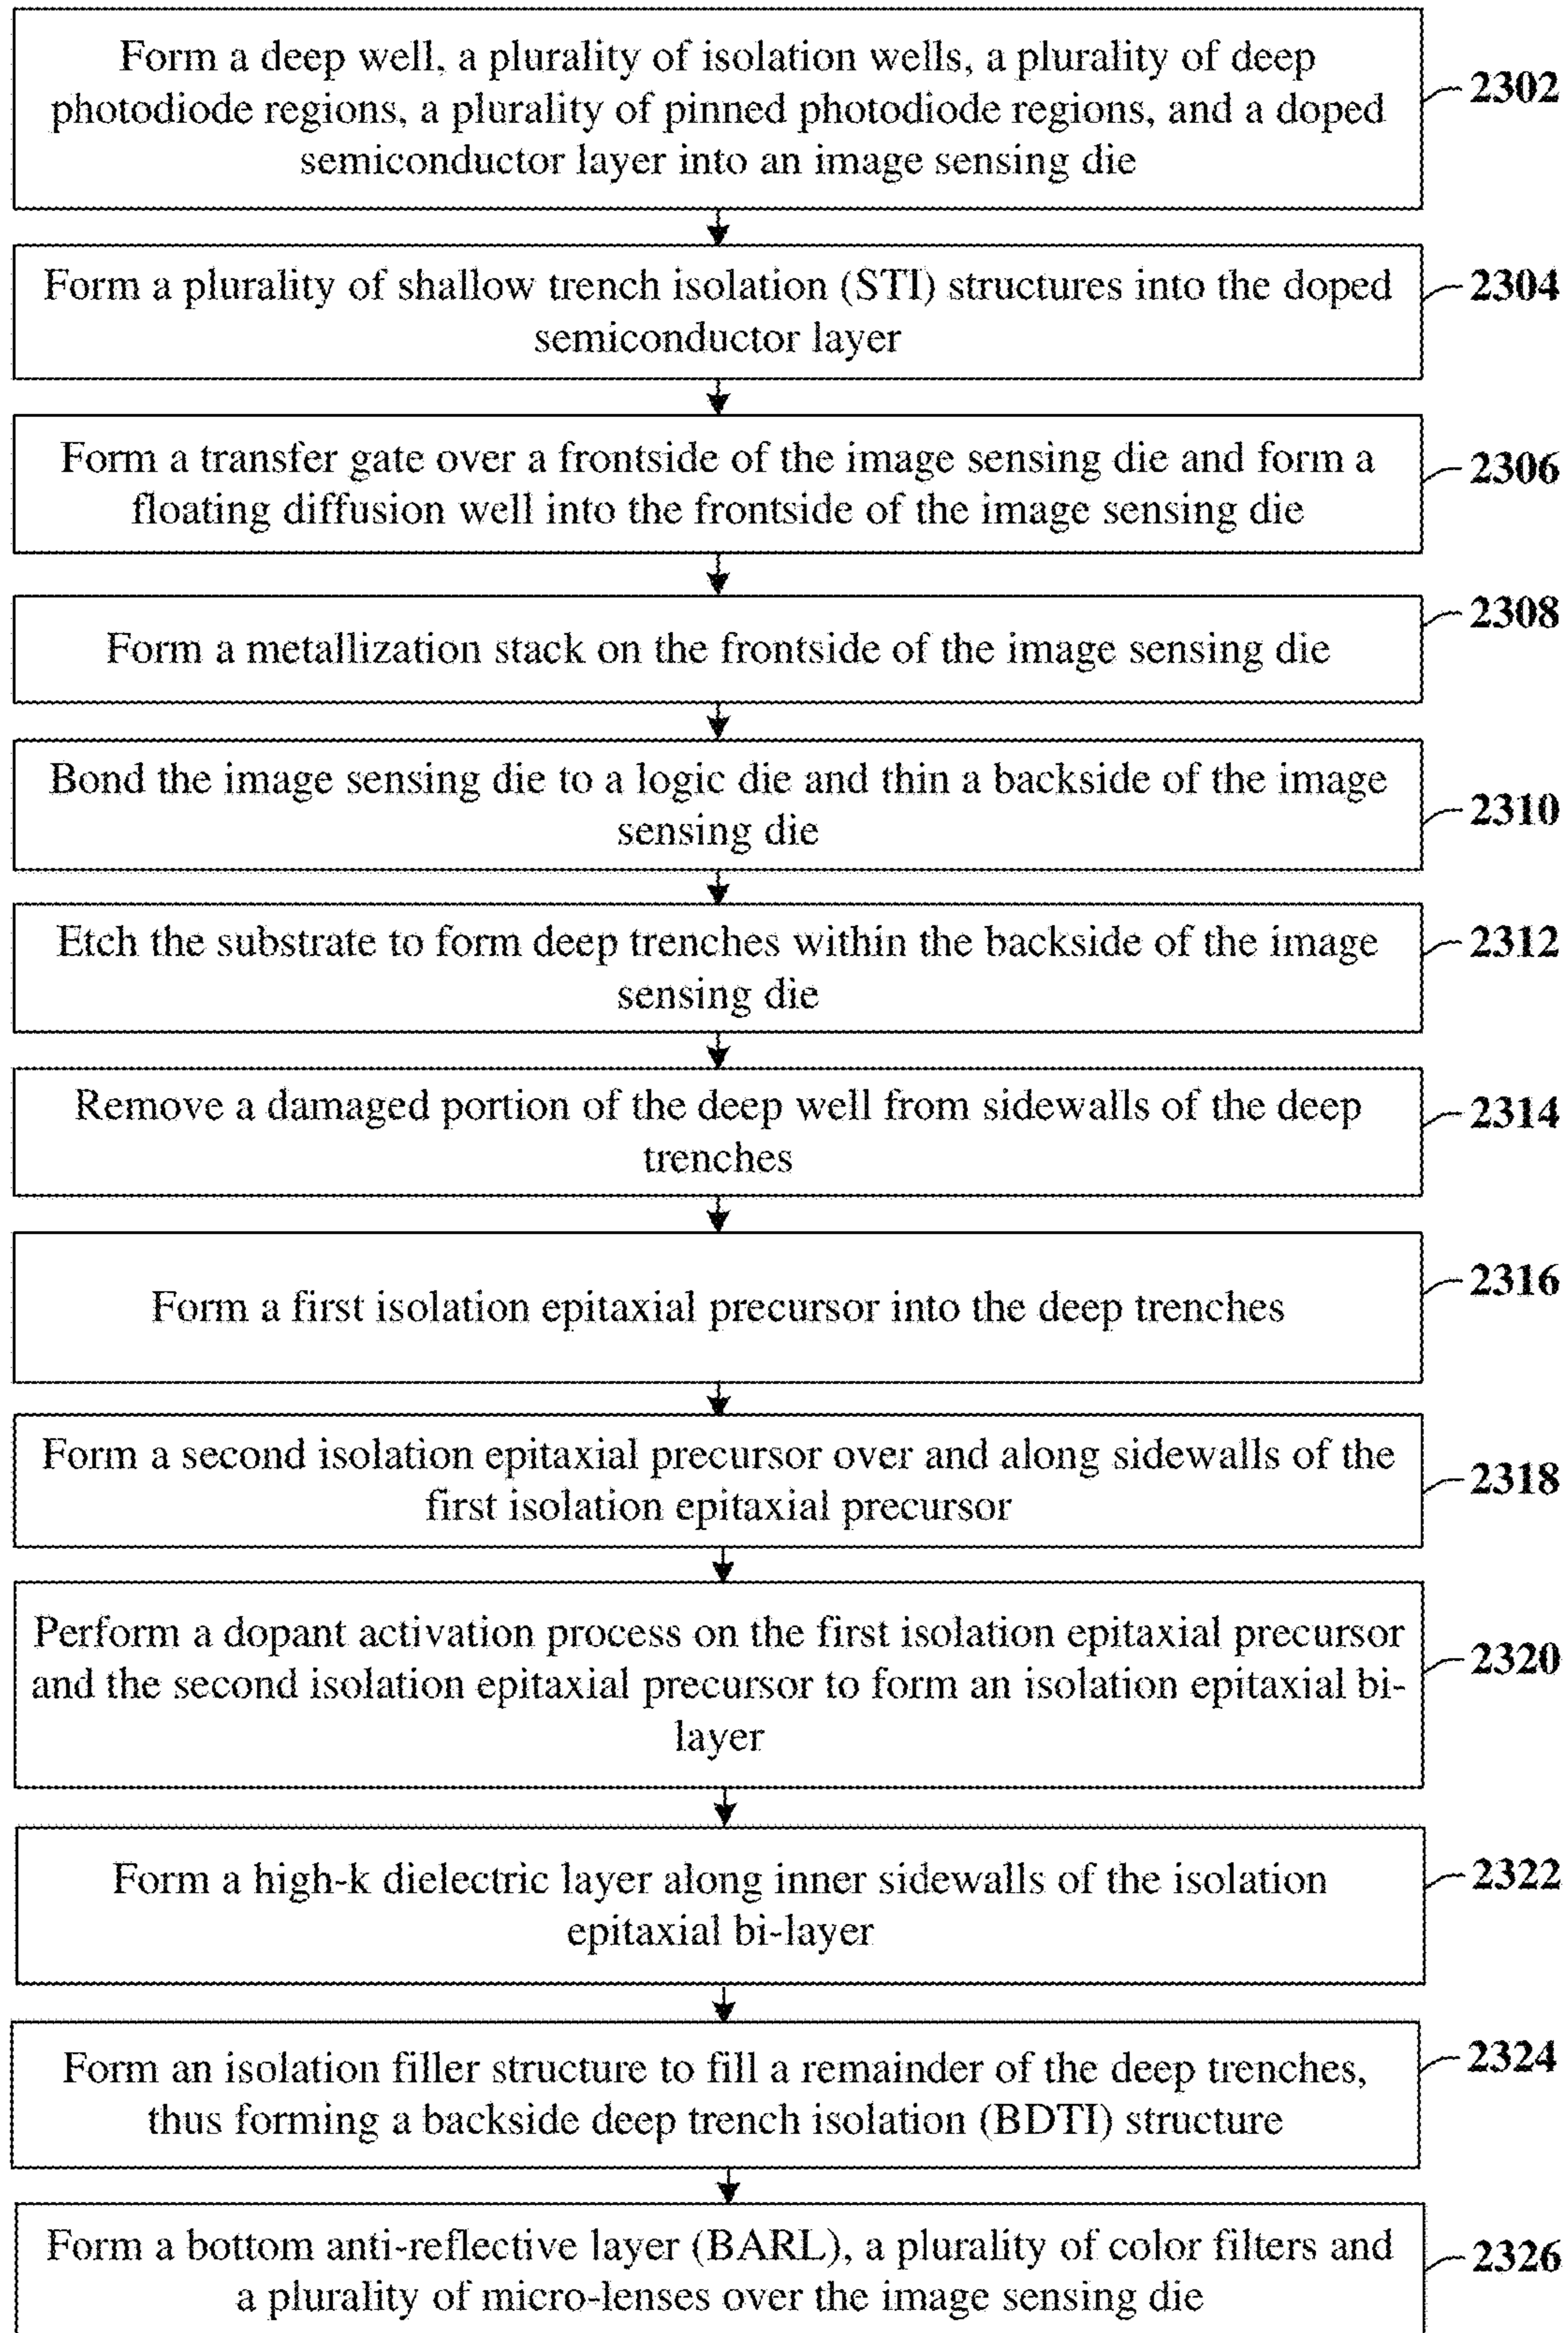 Form a deep well, a plurality of isolation wells, a plurality of deep
photodiode regions, a plurality of pinned photodiode regions, and a doped
semiconductor layer into an image sensing die
2302
Form a plurality of shallow trench isolation (STI) structures into the doped
semiconductor layer
2304
Form a transfer gate over a frontside of the image sensing die and form a
floating diffusion well into the frontside of the image sensing die
2306
Form a metallization stack on the frontside of the image sensing die
2308
Bond the image sensing die to a logic die and thin a backside of the image
sensing die
2310
Etch the substrate to form deep trenches within the backside of the image
sensing die
2312
Remove a damaged portion of the deep well from sidewalls of the deep
trenches
2314
Form a first isolation epitaxial precursor into the deep trenches
2316
Form a second isolation epitaxial precursor over and along sidewalls of the
first isolation epitaxial precursor
2318
Perform a dopant activation process on the first isolation epitaxial precursor
and the second isolation epitaxial precursor to form an isolation epitaxial bi-
layer
2320
Form a high-k dielectric layer along inner sidewalls of the isolation
epitaxial bi-layer
2322
Form an isolation filler structure to fill a remainder of the deep trenches,
thus forming a backside deep trench isolation (BDTI) structure
2324
Form a bottom anti-reflective layer (BARL), a plurality of color filters and
a plurality of micro-lenses over the image sensing die
2326